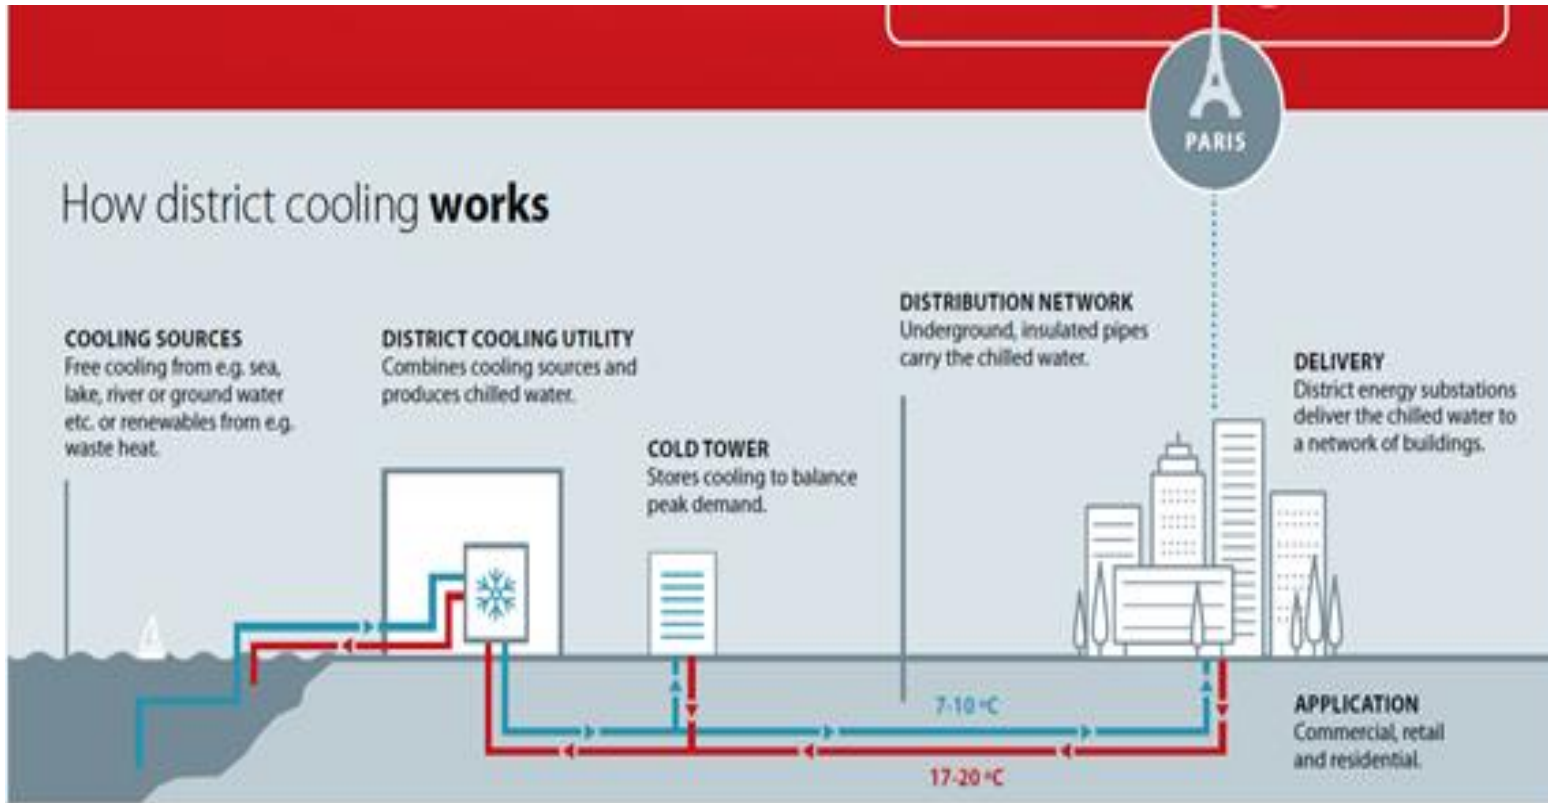 PARIS
How district cooling works
COOLING SOURCES
Free cooling from e.g. sea,
lake, river or ground water
etc. or renewables from e.g.
waste heat.
DISTRICT COOLING UTILITY
Combines cooling sources and
produces chilled water.
COLD TOWER
Stores cooling to balance
peak demand.
DISTRIBUTION NETWORK
Underground, insulated pipes
carry the chilled water.
DELIVERY
District energy substations
deliver the chilled water to
a network of buildings.
7-10 ºC
17-20 ºC
APPLICATION
Commercial, retail
and residential.